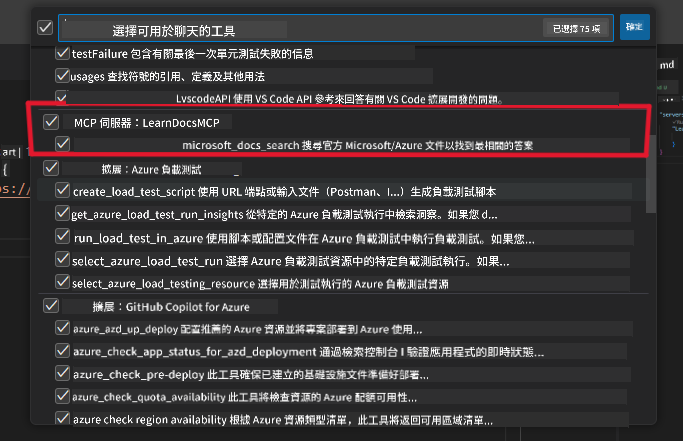 選擇可用於聊天的工具
已選擇 75 項
確定
testFailure 包含有關最後一次單元測試失敗的信息
usages 查找符號的引用、定義及其他用法
LvscodeAPI 使用 VS Code API 參考來回答有關 VS Code 擴展開發的問題。
MCP 伺服器：LearnDocsMCP
microsoft_docs_search 搜尋官方 Microsoft/Azure 文件以找到最相關的答案
擴展：Azure 負載測試
create_load_test_script 使用 URL 端點或輸入文件（Postman、I...）生成負載測試腳本
get_azure_load_test_run_insights 從特定的 Azure 負載測試執行中檢索洞察。如果您 d...
run_load_test_in_azure 使用腳本或配置文件在 Azure 負載測試中執行負載測試。如果您...
select_azure_load_test_run 選擇 Azure 負載測試資源中的特定負載測試執行。如果...
select_azure_load_testing_resource 選擇用於測試執行的 Azure 負載測試資源
擴展：GitHub Copilot for Azure
azure_azd_up_deploy 配置推薦的 Azure 資源並將專案部署到 Azure 使用...
azure_check_app_status_for_azd_deployment 通過檢索控制台 I 驗證應用程式的即時狀態...
azure_check_pre-deploy 此工具確保已建立的基礎設施文件準備好部署...
azure_check_quota_availability 此工具將檢查資源的 Azure 配額可用性...
azure check region availability 根據 Azure 資源類型清單，此工具將返回可用區域清單...
md
art|
{
s://
"servers